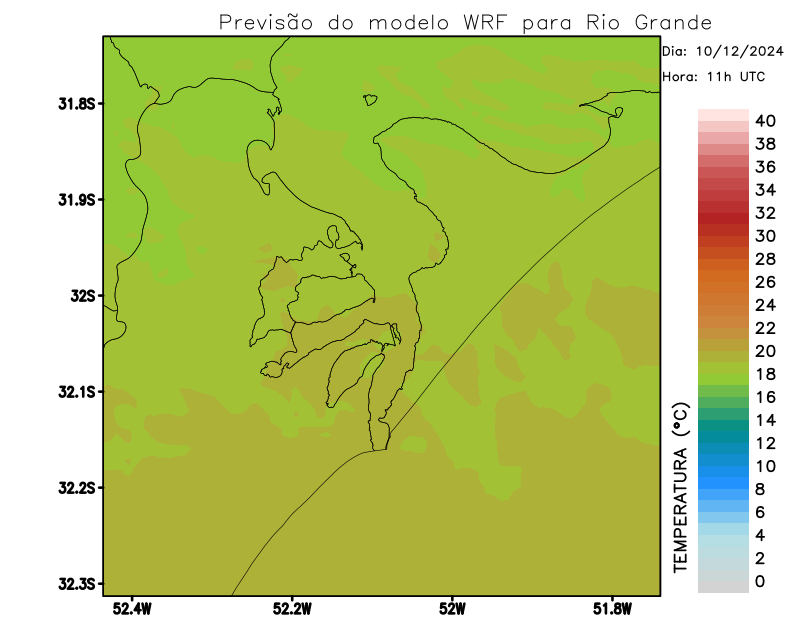 Previsão do modelo WRF para Rio Grande
Dia: 10/12/2024
Hora: 11h UTC
31.8S
31.9S
32S
32.1S
32.2S
32.3S
52.4W
52.2W
52W
51.8W
TEMPERATURA (°C)
40
38
36
34
32
30
28
26
24
22
20
18
16
14
12
10
8
6
4
2
0